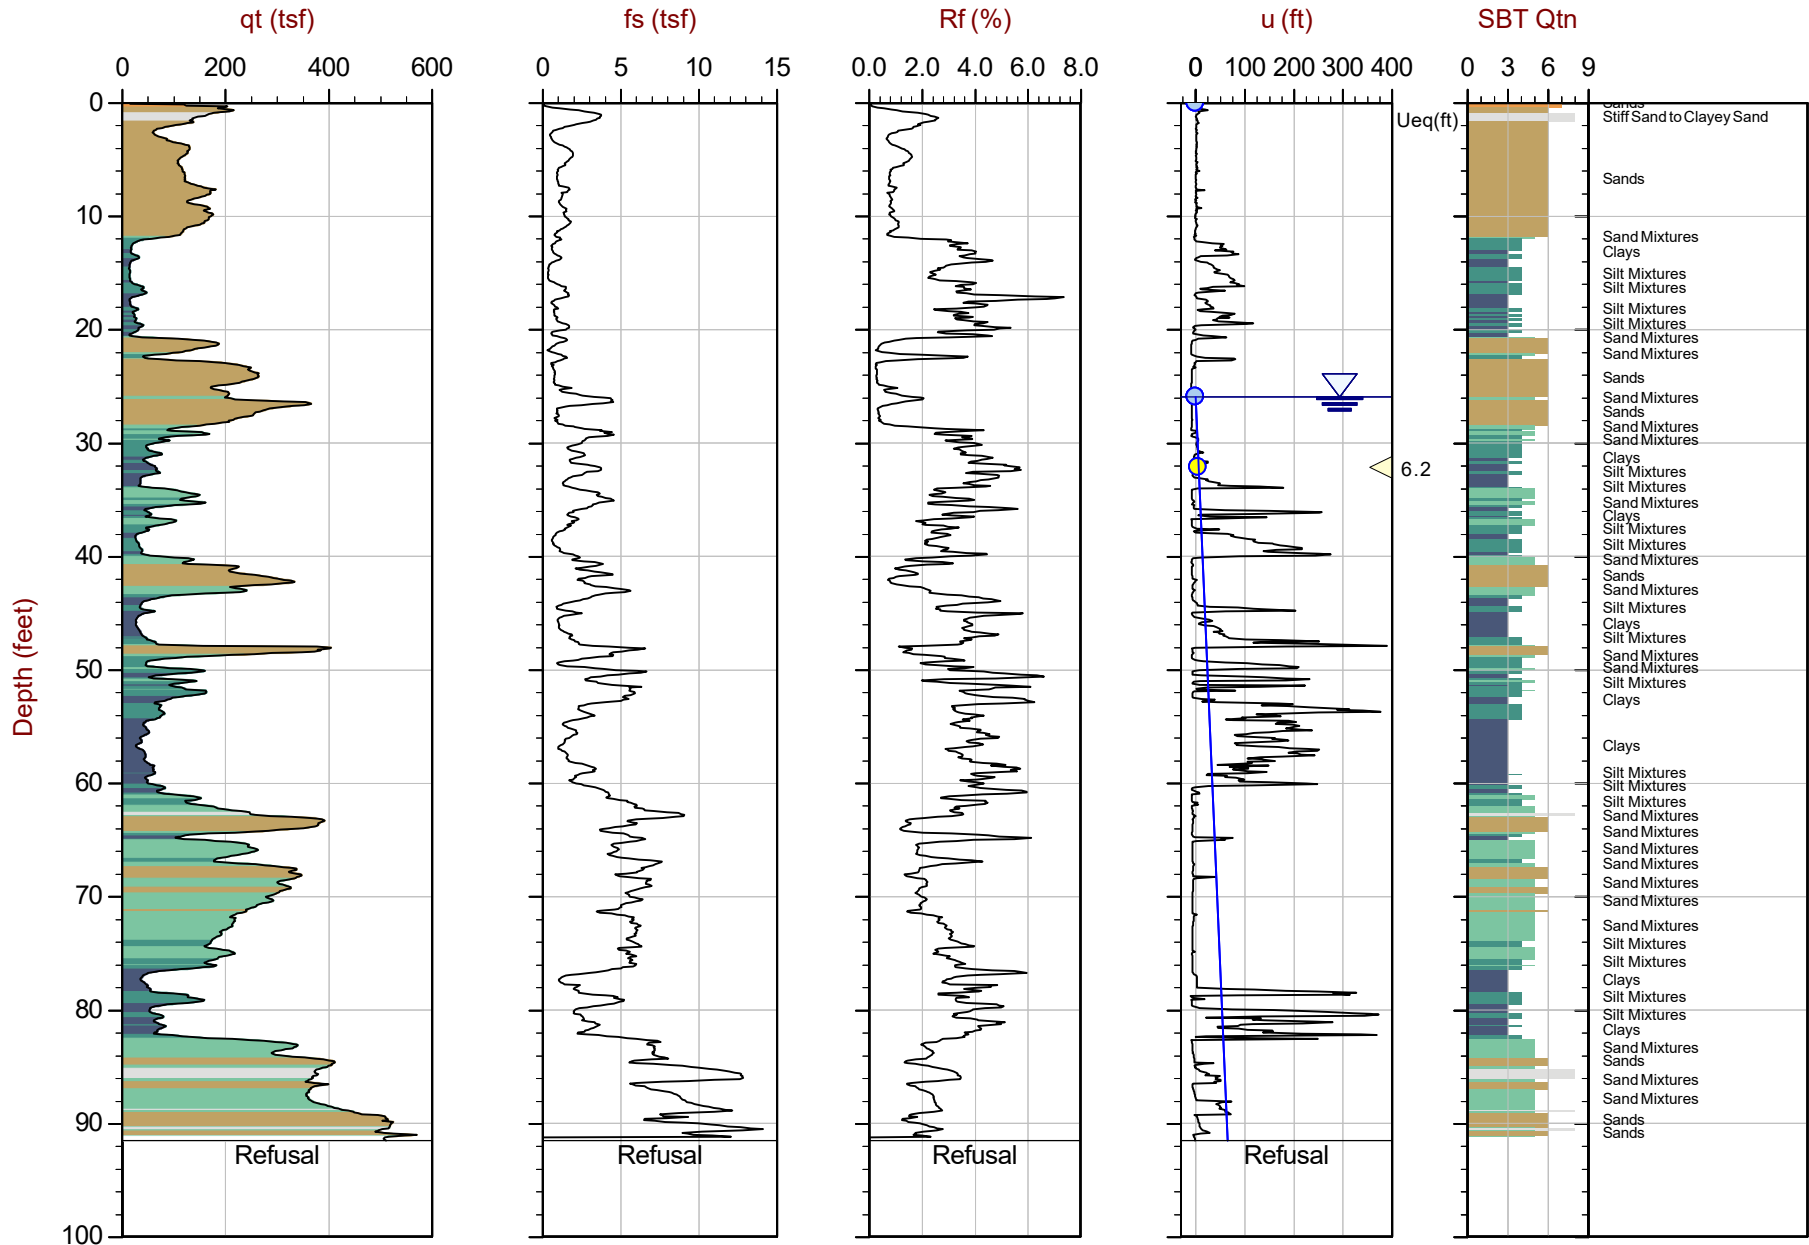 qt (tsf)
fs (tsf)
Rf (%)
u (ft)
SBT Qtn
0 200 400 600
0 5 10 15
0.0 2.0 4.0 6.0 8.0
0 100 200 300 400
0 3 6 9
Depth (feet)
0
10
20
30
40
50
60
70
80
90
100
Ueq(ft)
6.2
Refusal
Refusal
Refusal
Refusal
Sands
Stiff Sand to Clayey Sand
Sands
Sand Mixtures
Clays
Silt Mixtures
Silt Mixtures
Silt Mixtures
Silt Mixtures
Sand Mixtures
Sand Mixtures
Sands
Sand Mixtures
Sands
Sand Mixtures
Sand Mixtures
Clays
Silt Mixtures
Silt Mixtures
Sand Mixtures
Clays
Silt Mixtures
Silt Mixtures
Sand Mixtures
Sands
Sand Mixtures
Silt Mixtures
Clays
Silt Mixtures
Sand Mixtures
Sand Mixtures
Silt Mixtures
Clays
Clays
Silt Mixtures
Silt Mixtures
Silt Mixtures
Sand Mixtures
Sand Mixtures
Sand Mixtures
Sand Mixtures
Sand Mixtures
Sand Mixtures
Sand Mixtures
Silt Mixtures
Silt Mixtures
Clays
Silt Mixtures
Silt Mixtures
Clays
Sand Mixtures
Sands
Sand Mixtures
Sand Mixtures
Sands
Sands